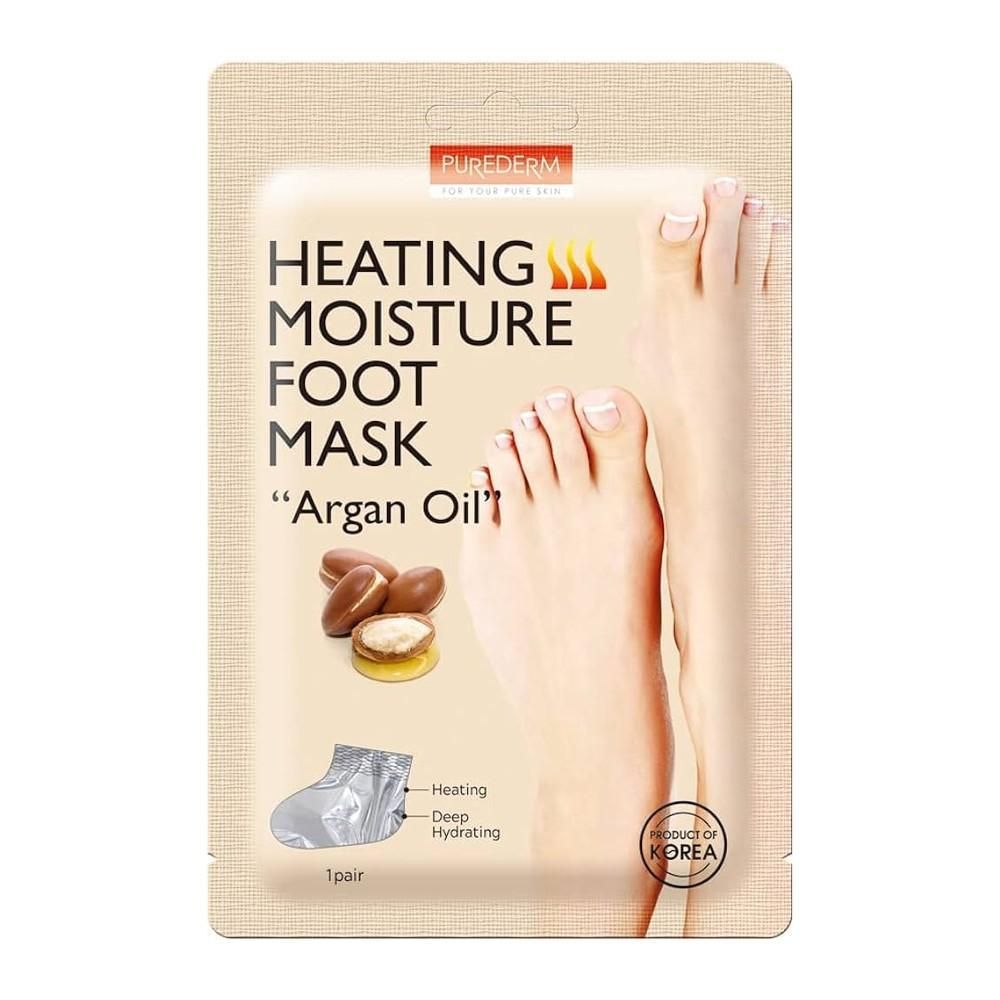 PUREDERM
FOR YOUR PURE SKIN
HEATING
MOISTURE
FOOT
MASK
“Argan Oil”
Heating
Deep
Hydrating
1pair
PRODUCT OF
KOREA